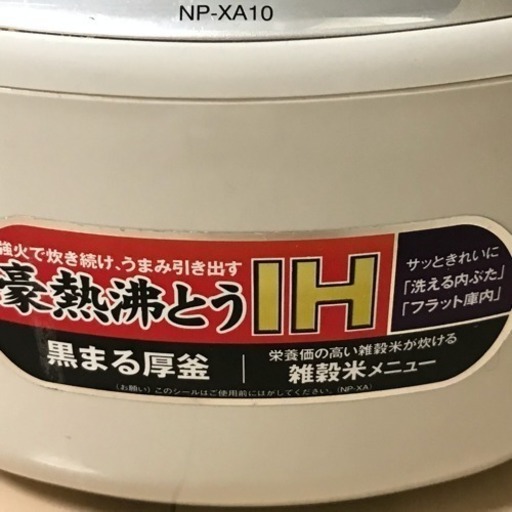 NP-XA10
強火で炊き続け、うまみ引き出す
豪熱沸とうIH
黒まる厚釜
栄養価の高い雑穀米が炊ける
雑穀米メニュー
サッときれいに
「洗える内ぶた」
「フラット庫内」
(お願い)このシールはご使用前にはがしてください。(NP-XA)